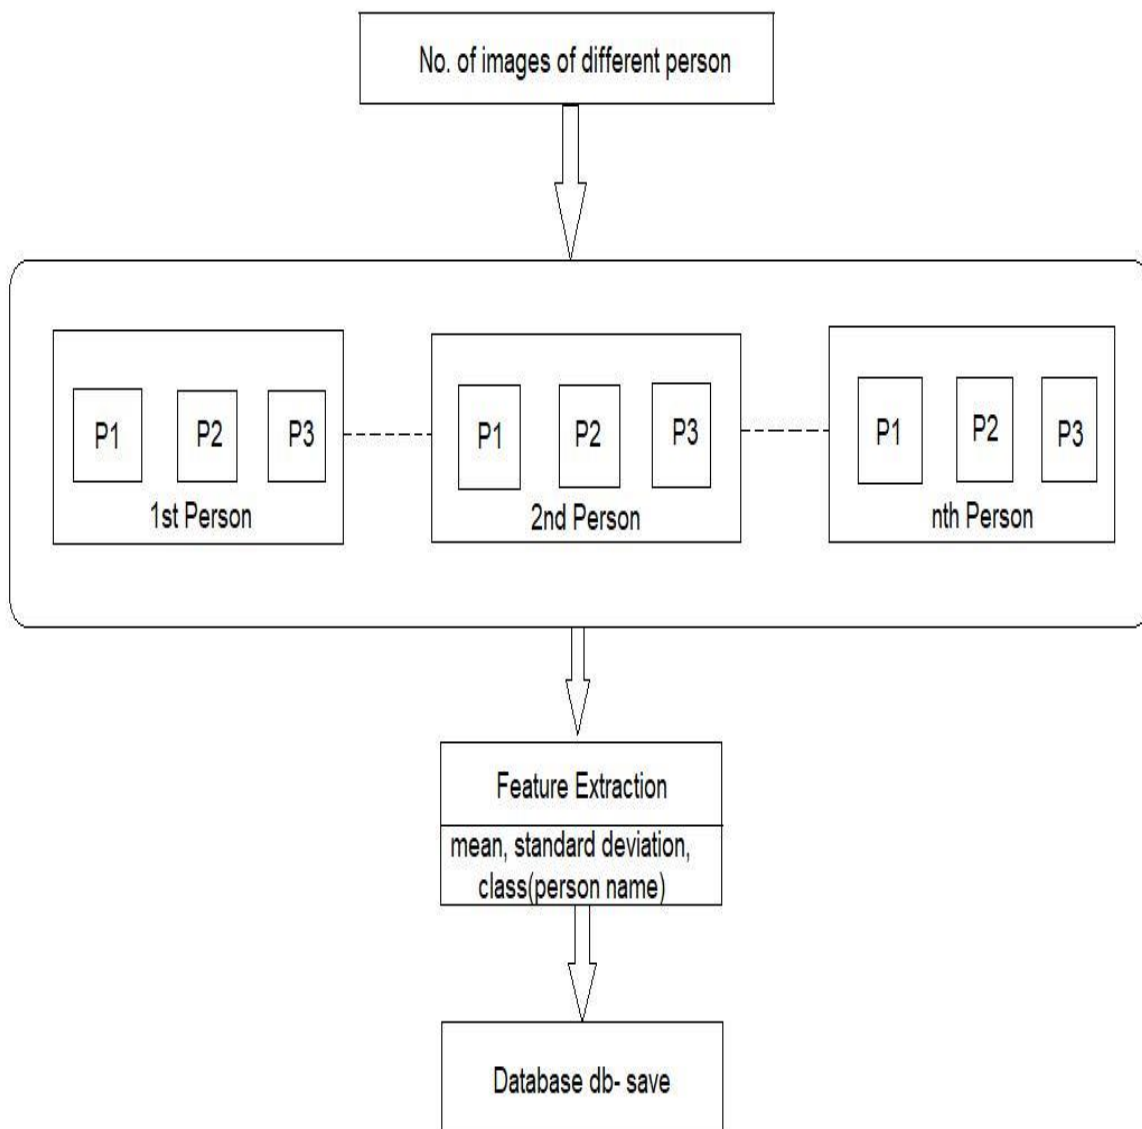 No. of images of different person
P1 P2 P3
1st Person
P1 P2 P3
2nd Person
P1 P2 P3
nth Person
Feature Extraction
mean, standard deviation,
class(person name)
Database db- save